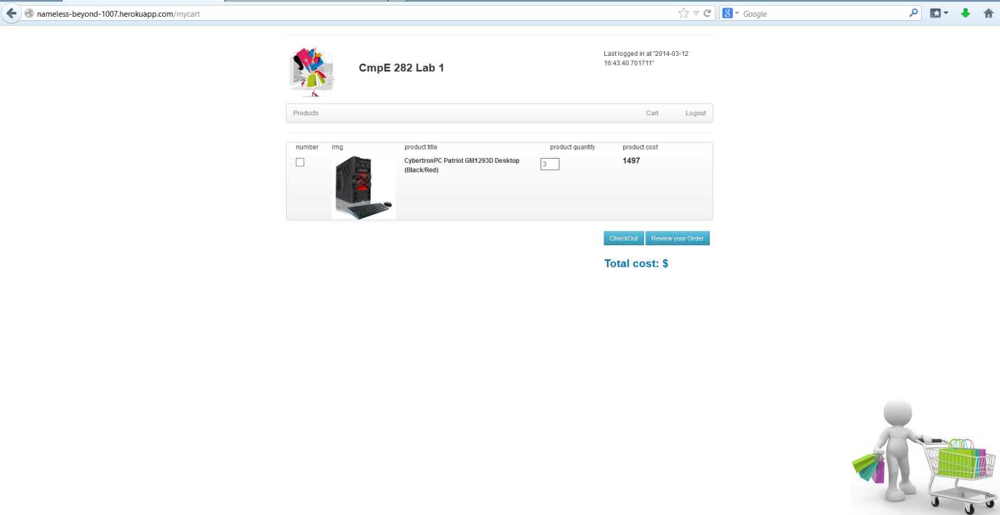 nameless-beyond-1007.herokuapp.com/mycart
8 Google
CmpE 282 Lab 1
Last logged in at "2014-03-12
16:43:40.701711"
Products Cart Logout
number img product title product quantity product cost
CybertronPC Patriot GM1293D Desktop
(Black/Red)
3
1497
CheckOut Review your Order
Total cost: $